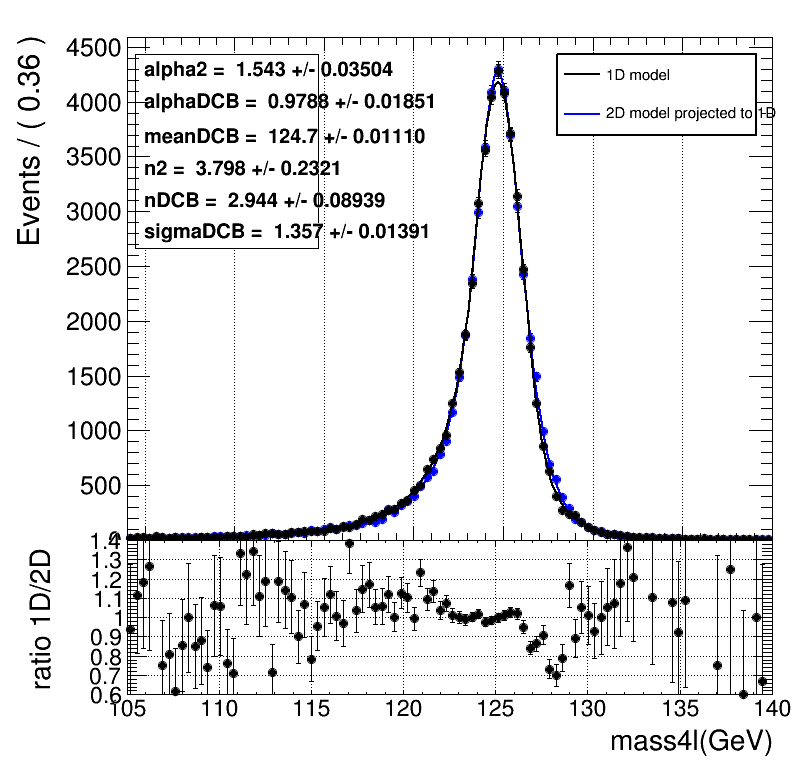 4500
4000
3500
3000
2500
2000
1500
1000
500
Events / ( 0.36 )
alpha2 = 1.543 +/- 0.03504
alphaDCB = 0.9788 +/- 0.01851
meanDCB = 124.7 +/- 0.01110
n2 = 3.798 +/- 0.2321
nDCB = 2.944 +/- 0.08939
sigmaDCB = 1.357 +/- 0.01391
1D model
2D model projected to 1D
1.4
1.3
1.2
1.1
1
0.9
0.8
0.7
0.6
ratio 1D/2D
105 110 115 120 125 130 135 140
mass4l(GeV)